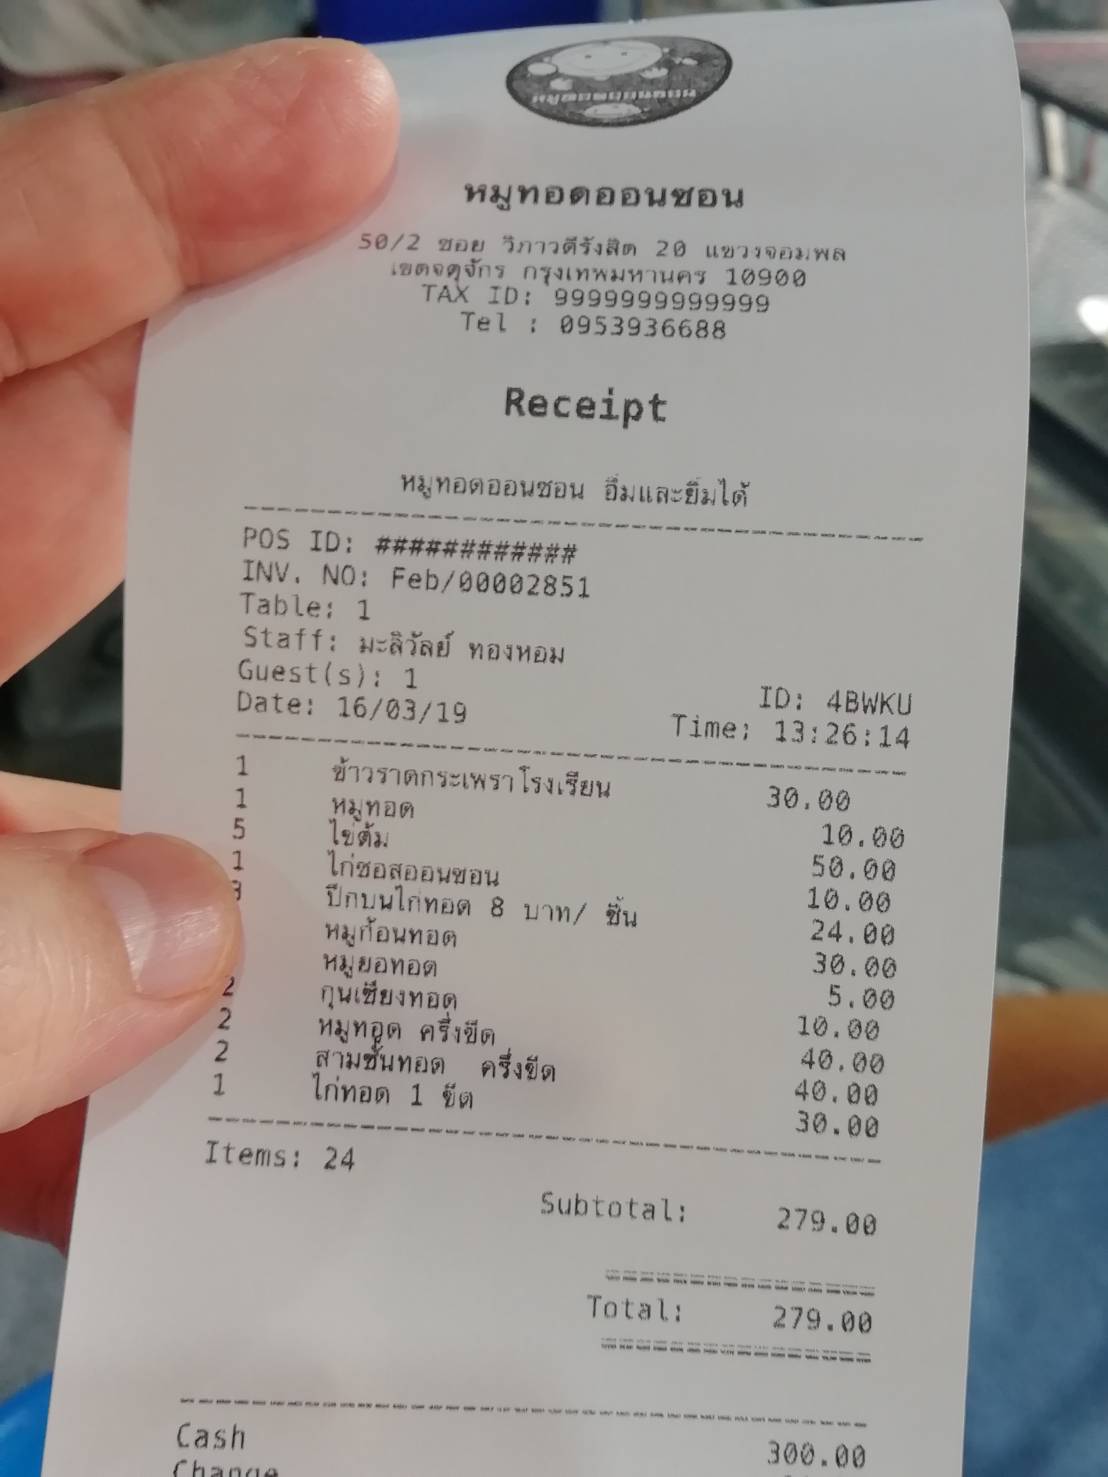 หมูทอดออนซอน
หมูทอดออนซอน
50/2 ซอย วิภาวดีรังสิต 20 แขวงจอมพล
เขตจตุจักร กรุงเทพมหานคร 10900
TAX ID: 9999999999999
Tel : 0953936688
Receipt
หมูทอดออนซอน อิ่มและยิ้มได้
POS ID: ############
INV. NO: Feb/00002851
Table: 1
Staff: มะลิวัลย์ ทองหอม
Guest(s): 1 ID: 4BWKU
Date: 16/03/19 Time: 13:26:14
1 ข้าวราดกระเพราโรงเรียน 30.00
1 หมูทอด 10.00
5 ไข่ต้ม 50.00
1 ไก่ซอสออนซอน 10.00
3 ปีกบนไก่ทอด 8 บาท/ ชิ้น 24.00
หมูก้อนทอด 30.00
หมูยอทอด 5.00
2 กุนเชียงทอด 10.00
2 หมูทอด ครึ่งขีด 40.00
2 สามชั้นทอด ครึ่งขีด 40.00
1 ไก่ทอด 1 ขีด 30.00
Items: 24
Subtotal: 279.00
Total: 279.00
Cash 300.00
Change